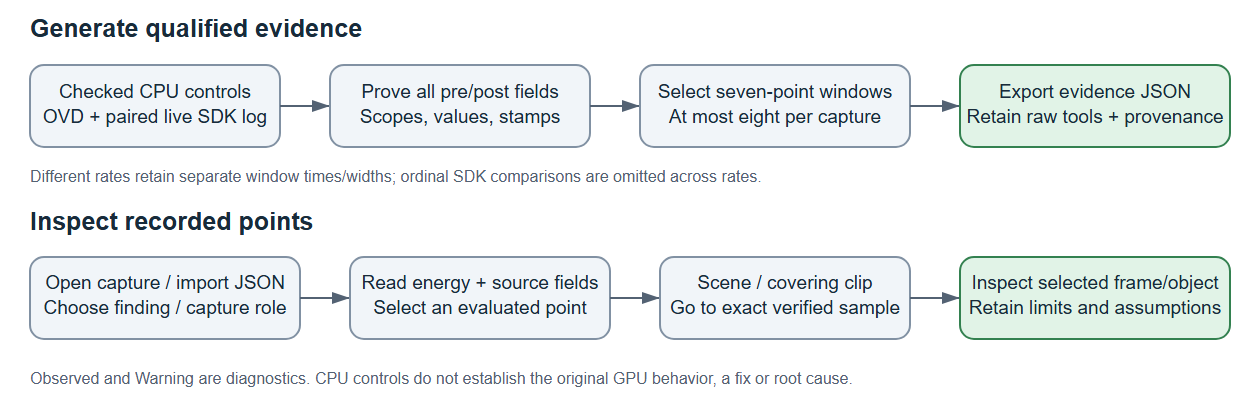 Generate qualified evidence
Checked CPU controls
OVD + paired live SDK log
Prove all pre/post fields
Scopes, values, stamps
Select seven-point windows
At most eight per capture
Export evidence JSON
Retain raw tools + provenance
Different rates retain separate window times/widths; ordinal SDK comparisons are omitted across rates.
Inspect recorded points
Open capture / import JSON
Choose finding / capture role
Read energy + source fields
Select an evaluated point
Scene / covering clip
Go to exact verified sample
Inspect selected frame/object
Retain limits and assumptions
Observed and Warning are diagnostics. CPU controls do not establish the original GPU behavior, a fix or root cause.